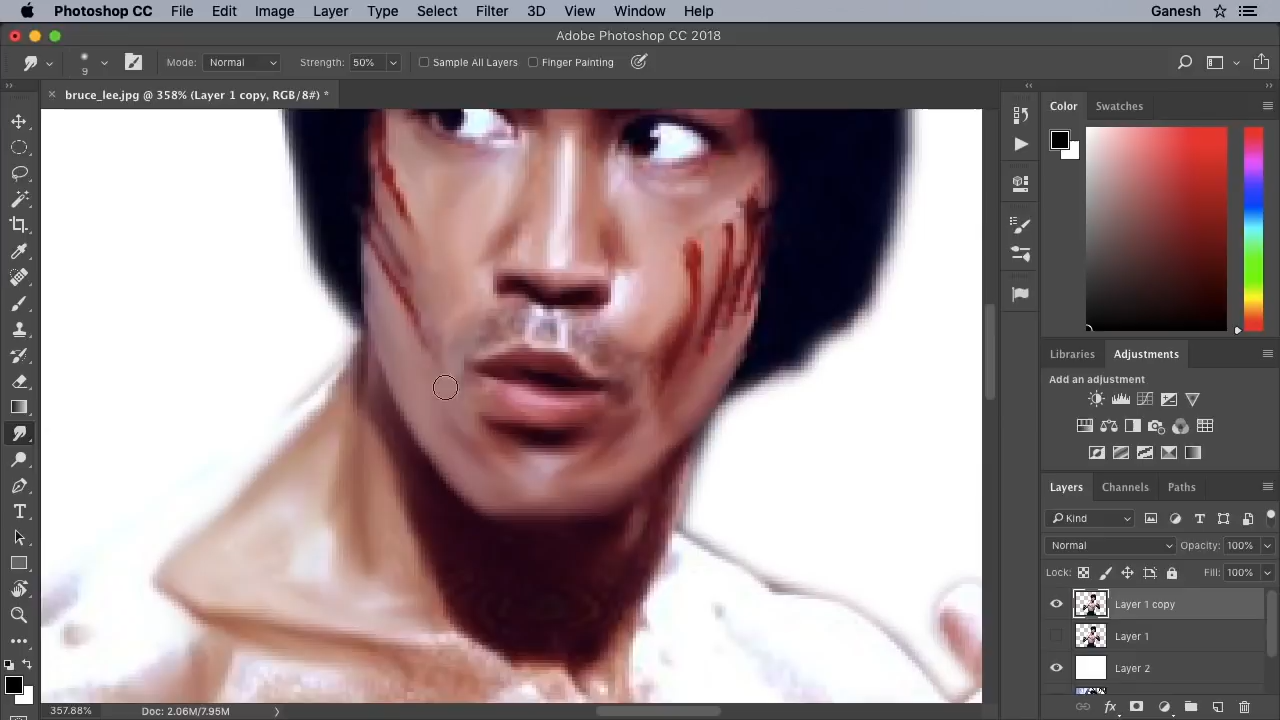 Photoshop CC File Edit Image Layer Type Select Filter 3D View Window Help Ganesh
Adobe Photoshop CC 2018
9 Mode: Normal Strength: 50% Sample All Layers Finger Painting
× bruce_lee.jpg @ 358% (Layer 1 copy, RGB/8#) *
Color Swatches
Libraries Adjustments
Add an adjustment
Layers Channels Paths
Kind
Normal Opacity: 100%
Lock: Fill: 100%
Layer 1 copy
Layer 1
Layer 2
357.88% Doc: 2.06M/7.95M